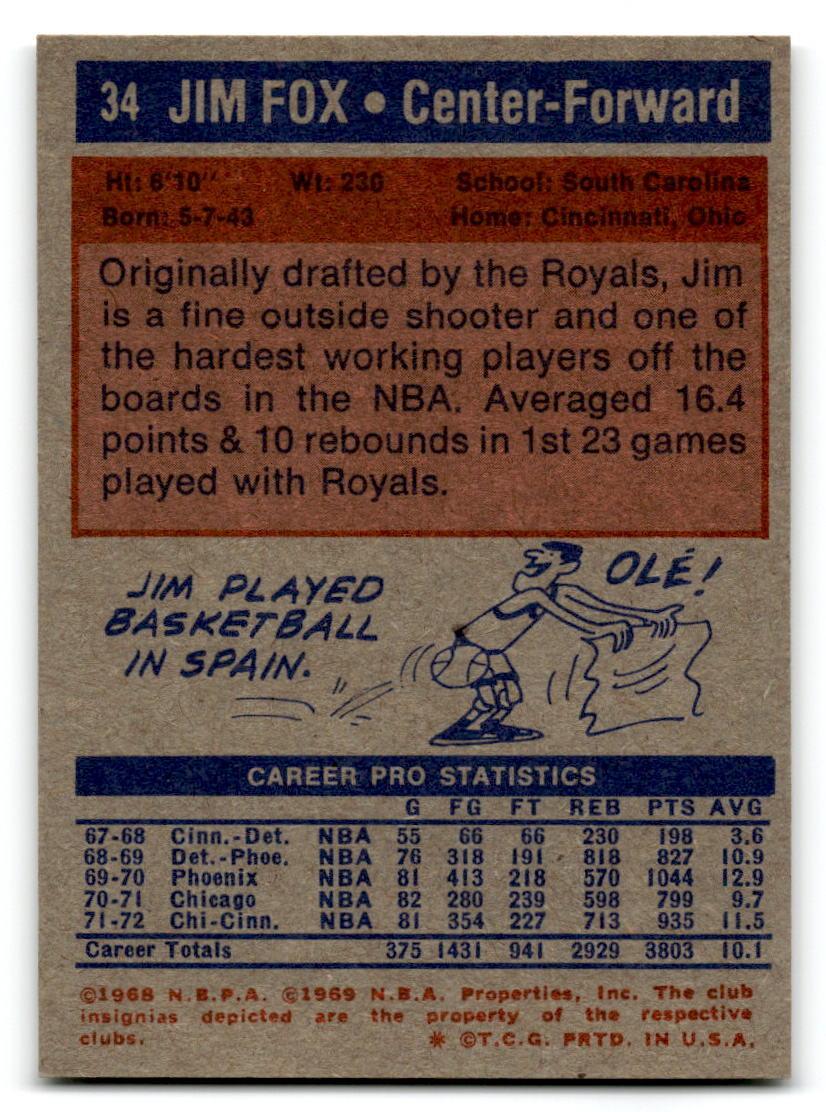 34 JIM FOX • Center-Forward
Ht: 6'10" Wt: 230 School: South Carolina
Born: 5-7-43 Home: Cincinnati, Ohio
Originally drafted by the Royals, Jim
is a fine outside shooter and one of
the hardest working players off the
boards in the NBA. Averaged 16.4
points & 10 rebounds in 1st 23 games
played with Royals.
JIM PLAYED
BASKETBALL
IN SPAIN.
OLÉ!
CAREER PRO STATISTICS
G FG FT REB PTS AVG
67-68 Cinn.-Det. NBA 55 66 66 230 198 3.6
68-69 Det.-Phoe. NBA 76 318 191 818 827 10.9
69-70 Phoenix NBA 81 413 218 570 1044 12.9
70-71 Chicago NBA 82 280 239 598 799 9.7
71-72 Chi-Cinn. NBA 81 354 227 713 935 11.5
Career Totals 375 1431 941 2929 3803 10.1
©1968 N.B.P.A. ©1969 N.B.A. Properties, Inc. The club
insignias depicted are the property of the respective
clubs. * ©T.C.G. PRTD. IN U.S.A.